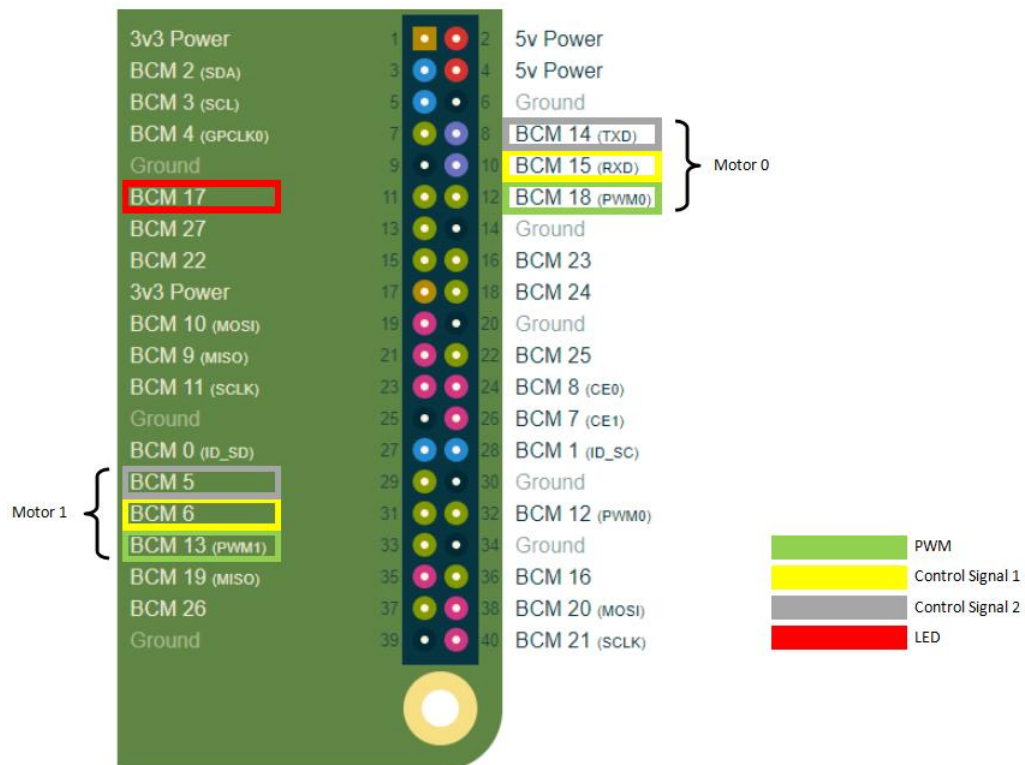 3v3 Power 1 2 5v Power
BCM 2 (SDA) 3 4 5v Power
BCM 3 (SCL) 5 6 Ground
BCM 4 (GPCLK0) 7 8 BCM 14 (TXD)
Ground 9 10 BCM 15 (RXD) Motor 0
BCM 17 11 12 BCM 18 (PWM0)
BCM 27 13 14 Ground
BCM 22 15 16 BCM 23
3v3 Power 17 18 BCM 24
BCM 10 (MOSI) 19 20 Ground
BCM 9 (MISO) 21 22 BCM 25
BCM 11 (SCLK) 23 24 BCM 8 (CE0)
Ground 25 26 BCM 7 (CE1)
BCM 0 (ID_SD) 27 28 BCM 1 (ID_SC)
BCM 5 29 30 Ground
Motor 1 BCM 6 31 32 BCM 12 (PWM0)
BCM 13 (PWM1) 33 34 Ground
BCM 19 (MISO) 35 36 BCM 16
BCM 26 37 38 BCM 20 (MOSI)
Ground 39 40 BCM 21 (SCLK)
PWM
Control Signal 1
Control Signal 2
LED